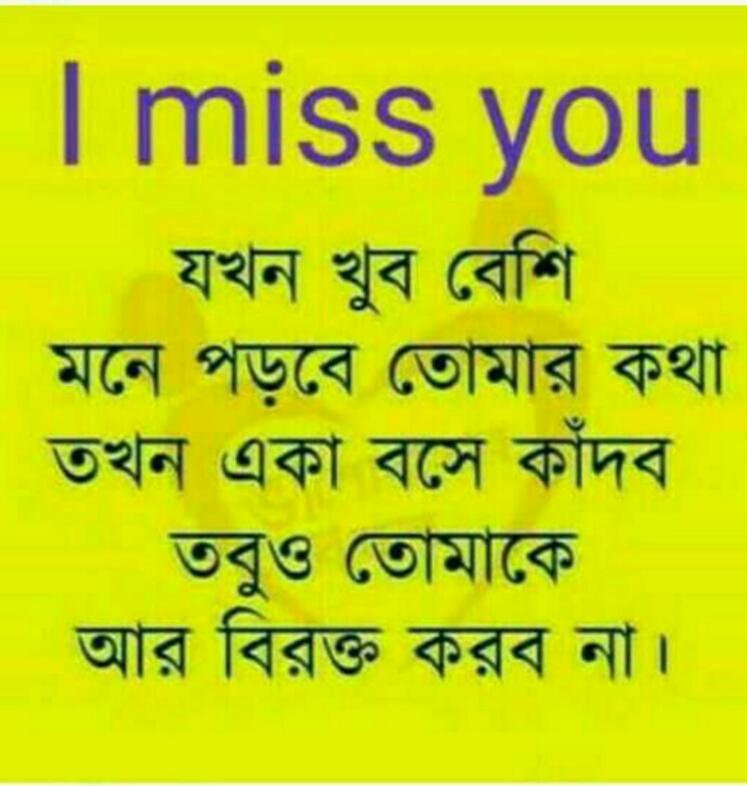 I miss you
যখন খুব বেশি
মনে পড়বে তোমার কথা
তখন একা বসে কাঁদব
তবুও তোমাকে
আর বিরক্ত করব না।